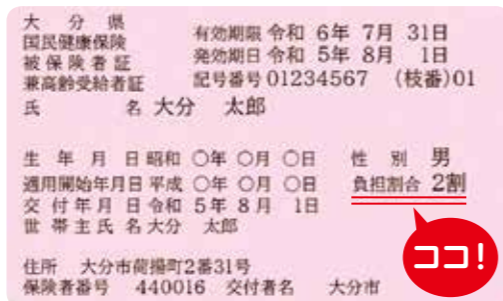 大分県
国民健康保険
被保険者証
兼高齢受給者証
有効期限 令和 6年 7月 31日
発効期日 令和 5年 8月 1日
記号番号 01234567 (枝番)01
氏名 大分 太郎
生年月日 昭和 〇年 〇月 〇日 性別 男
適用開始年月日 平成 〇年 〇月 〇日 負担割合 2割
交付年月日 令和 5年 8月 1日
世帯主氏名 大分 太郎
ココ!
住所 大分市荷揚町2番31号
保険者番号 440016 交付者名 大分市